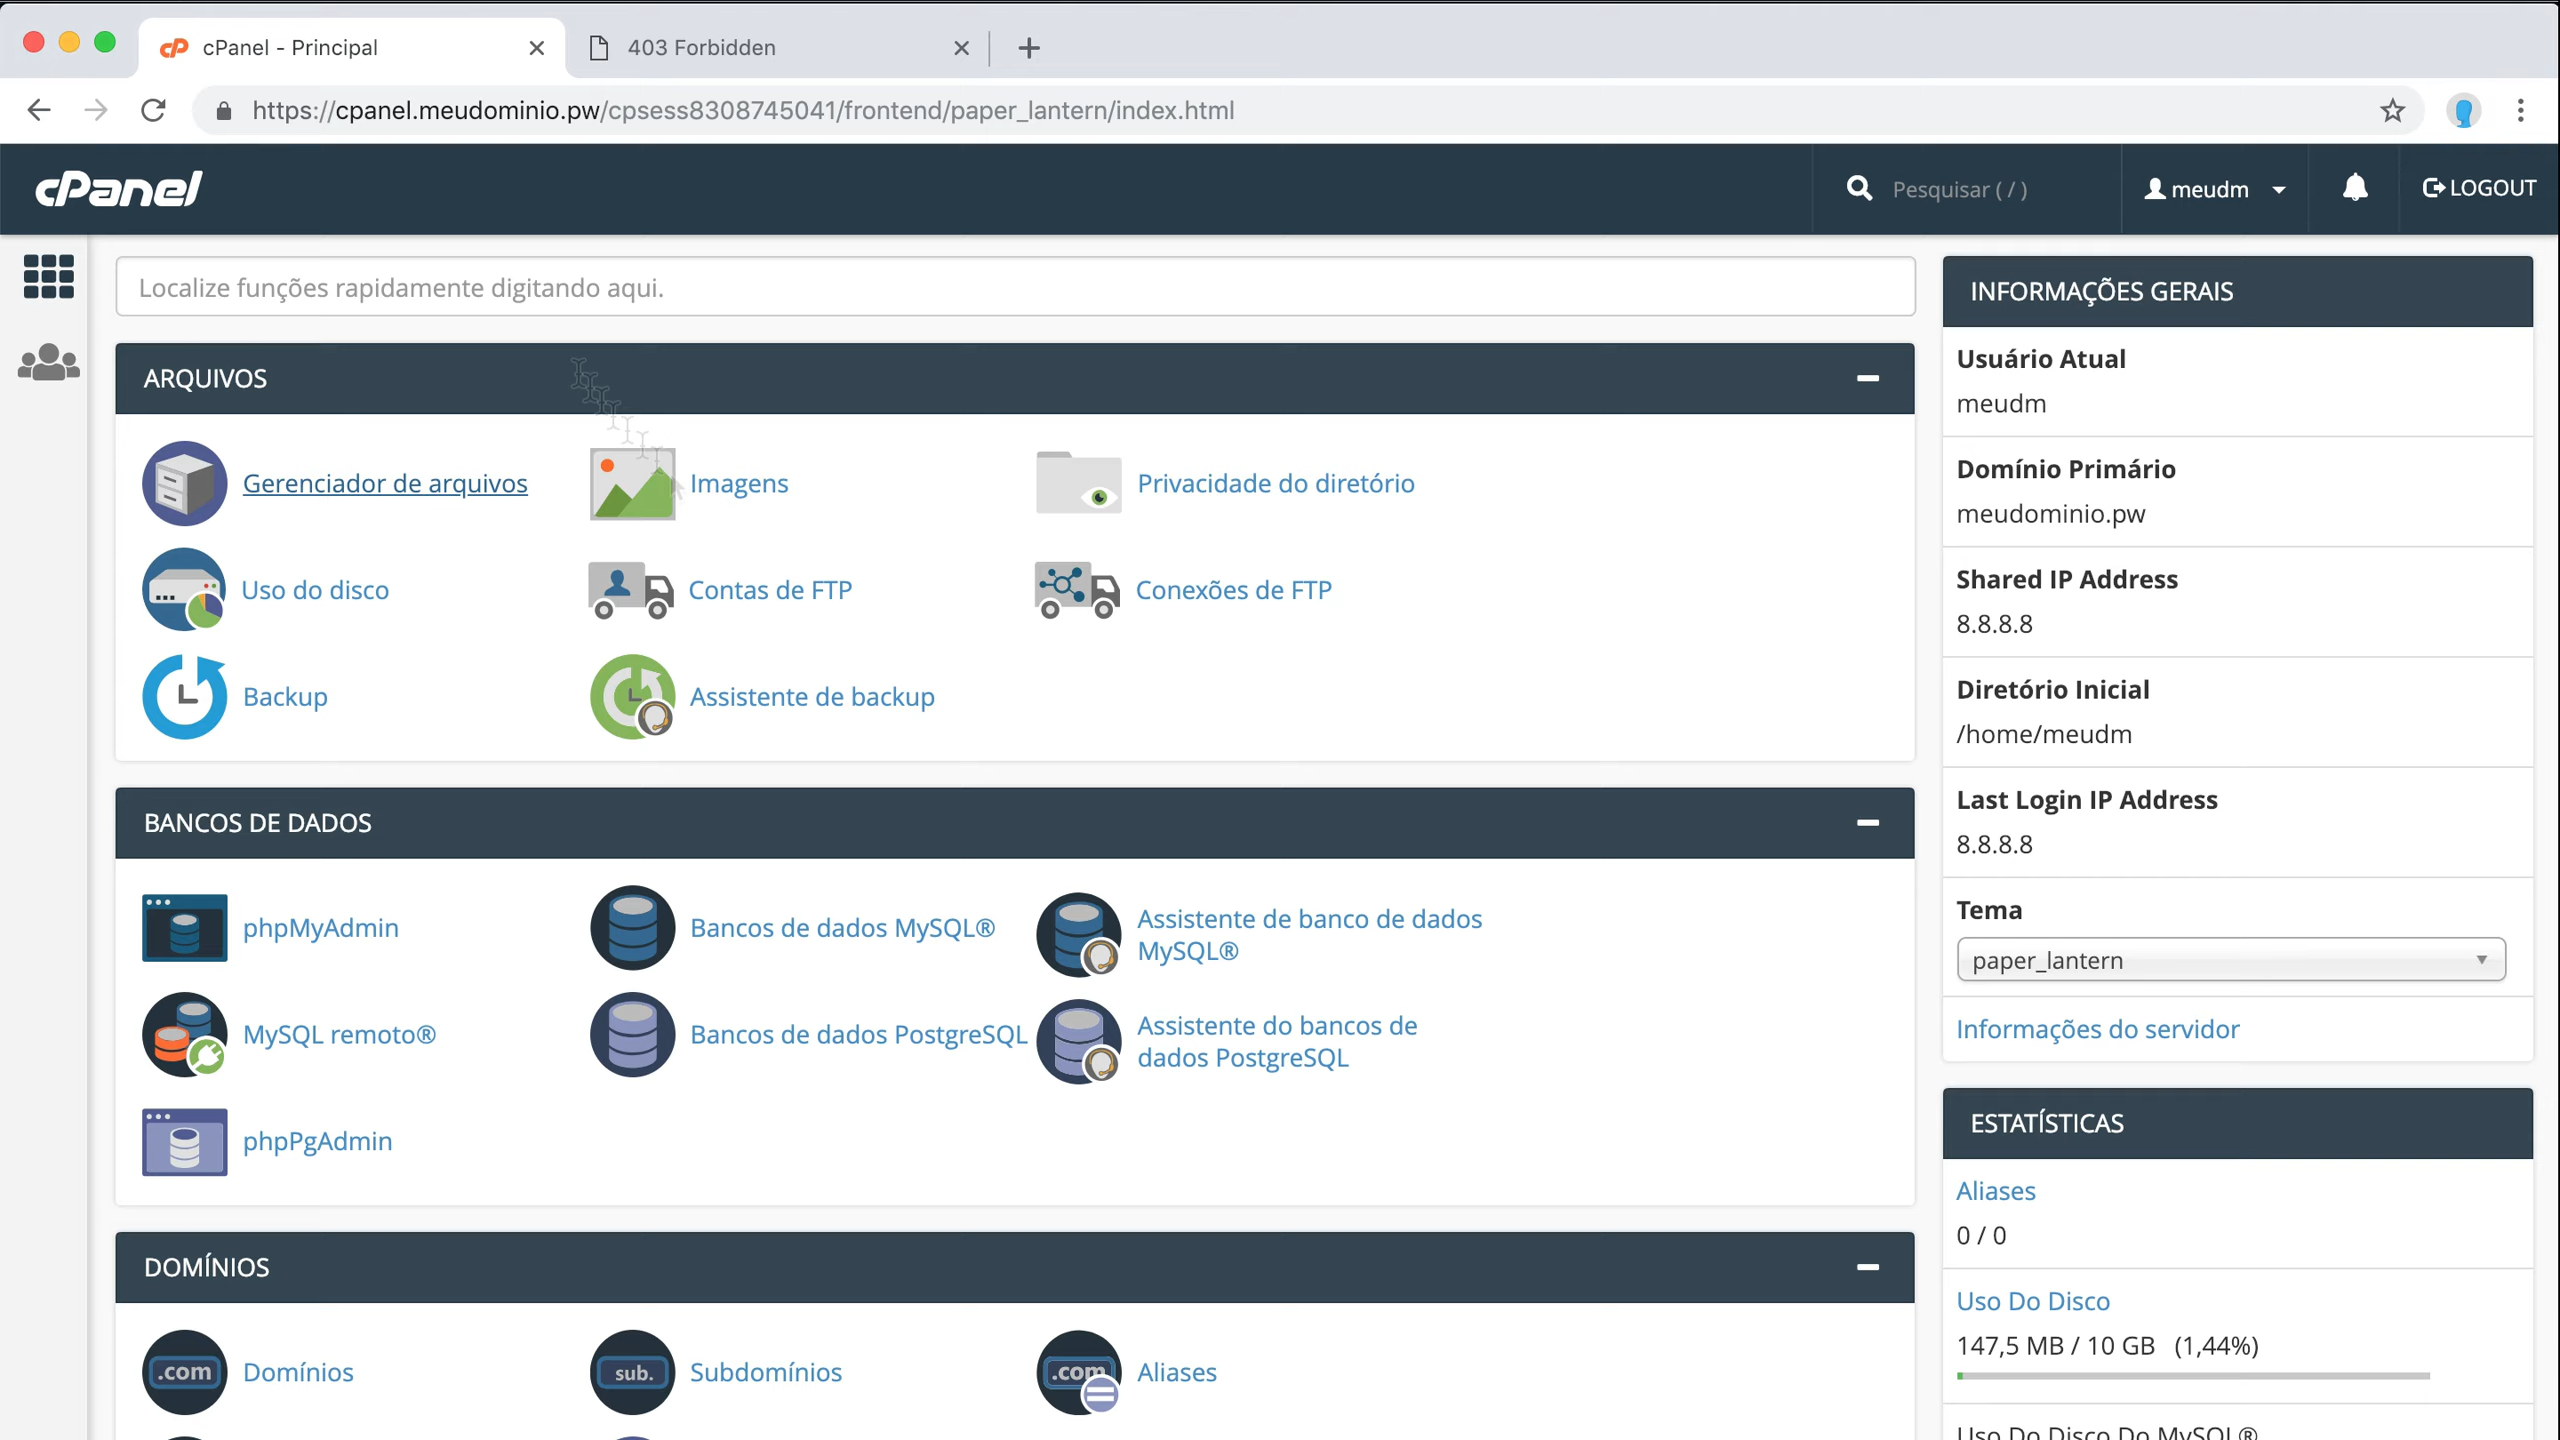 cPanel - Principal
403 Forbidden
https://cpanel.meudominio.pw/cpsess8308745041/frontend/paper_lantern/index.html
cPanel
Pesquisar ( / )
meudm
LOGOUT
Localize funções rapidamente digitando aqui.
ARQUIVOS
Gerenciador de arquivos
Imagens
Privacidade do diretório
Uso do disco
Contas de FTP
Conexões de FTP
Backup
Assistente de backup
BANCOS DE DADOS
phpMyAdmin
Bancos de dados MySQL®
Assistente de banco de dados
MySQL®
MySQL remoto®
Bancos de dados PostgreSQL
Assistente do bancos de
dados PostgreSQL
phpPgAdmin
DOMÍNIOS
.com
Domínios
sub.
Subdomínios
.com
Aliases
INFORMAÇÕES GERAIS
Usuário Atual
meudm
Domínio Primário
meudominio.pw
Shared IP Address
8.8.8.8
Diretório Inicial
/home/meudm
Last Login IP Address
8.8.8.8
Tema
paper_lantern
Informações do servidor
ESTATÍSTICAS
Aliases
0 / 0
Uso Do Disco
147,5 MB / 10 GB (1,44%)
Uso Do Disco Do MySQL®